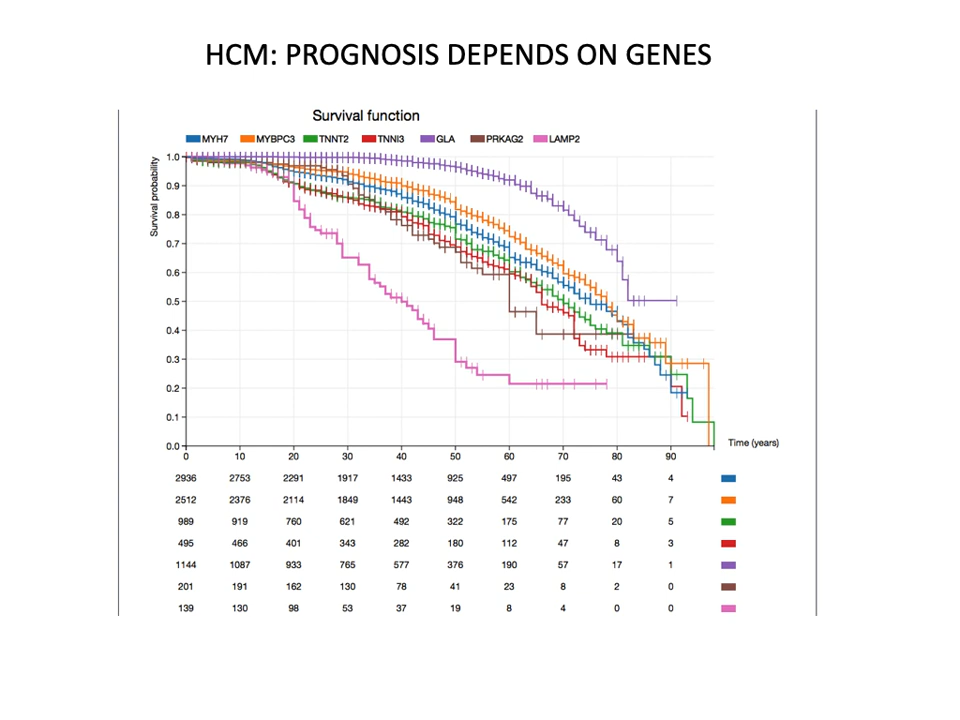 HCM: PROGNOSIS DEPENDS ON GENES
Survival function
MYH7 MYBPC3 TNNT2 TNNI3 GLA PRKAG2 LAMP2
Survival probability
1.0
0.9
0.8
0.7
0.6
0.5
0.4
0.3
0.2
0.1
0.0
Time (years)
0 10 20 30 40 50 60 70 80 90
2936 2753 2291 1917 1433 925 497 195 43 4
2512 2376 2114 1849 1443 948 542 233 60 7
989 919 760 621 492 322 175 77 20 5
495 466 401 343 282 180 112 47 8 3
1144 1087 933 765 577 376 190 57 17 1
201 191 162 130 78 41 23 8 2 0
139 130 98 53 37 19 8 4 0 0